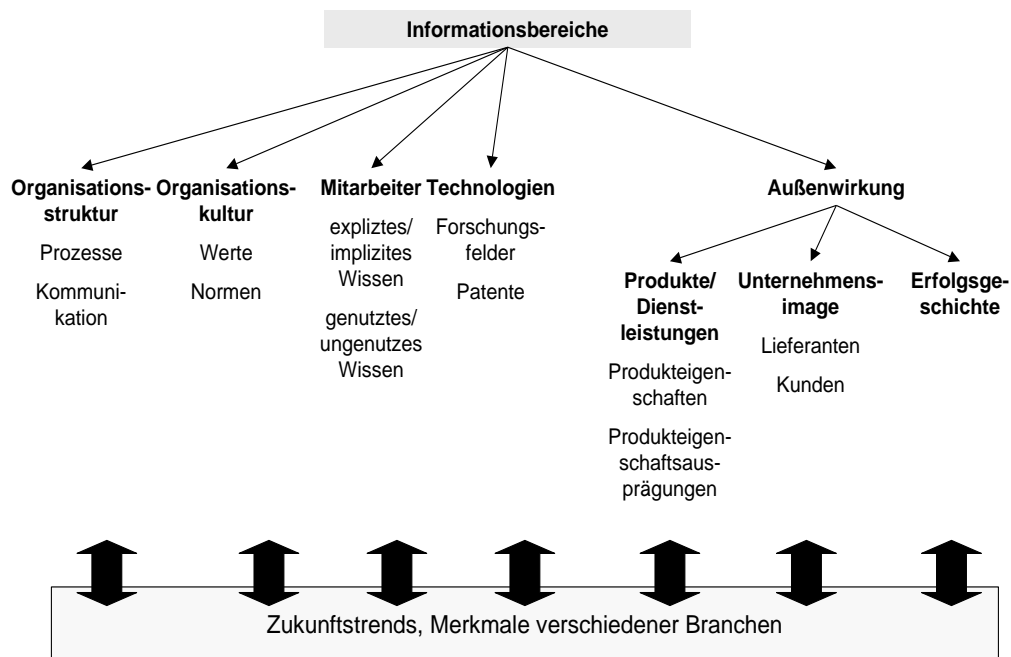 Informationsbereiche
Organisations-
struktur
Prozesse
Kommuni-
kation
Organisations-
kultur
Werte
Normen
Mitarbeiter
expliztes/
implizites
Wissen
genutztes/
ungenutzes
Wissen
Technologien
Forschungs-
felder
Patente
Außenwirkung
Produkte/
Dienst-
leistungen
Produkteigen-
schaften
Produkteigen-
schaftsaus-
prägungen
Unternehmens-
image
Lieferanten
Kunden
Erfolgsge-
schichte
Zukunftstrends, Merkmale verschiedener Branchen